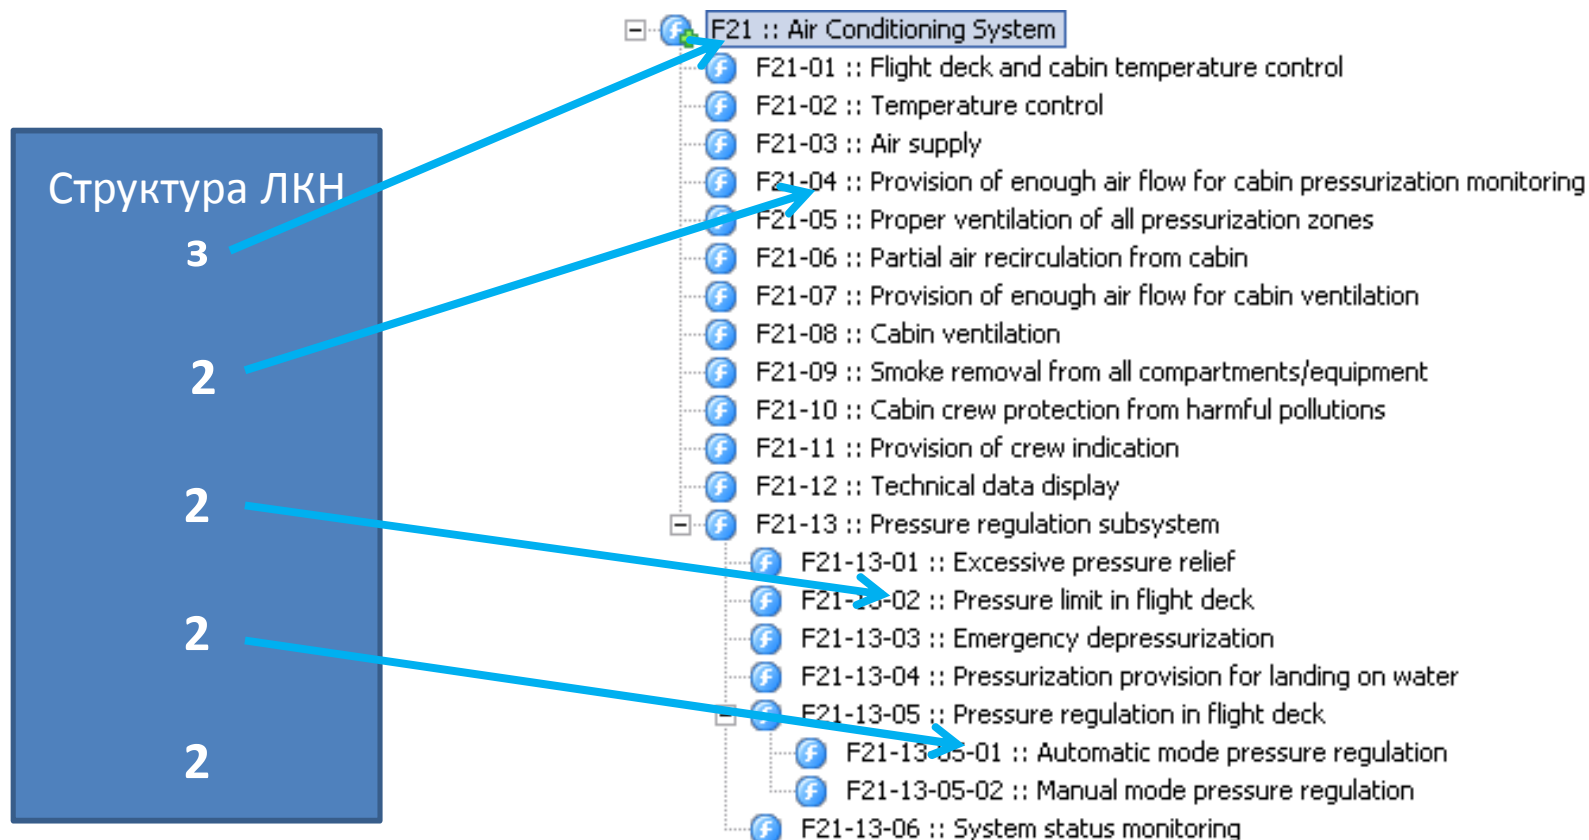 Структура ЛКН
3
2
2
2
2
F21 :: Air Conditioning System
F21-01 :: Flight deck and cabin temperature control
F21-02 :: Temperature control
F21-03 :: Air supply
F21-04 :: Provision of enough air flow for cabin pressurization monitoring
F21-05 :: Proper ventilation of all pressurization zones
F21-06 :: Partial air recirculation from cabin
F21-07 :: Provision of enough air flow for cabin ventilation
F21-08 :: Cabin ventilation
F21-09 :: Smoke removal from all compartments/equipment
F21-10 :: Cabin crew protection from harmful pollutions
F21-11 :: Provision of crew indication
F21-12 :: Technical data display
F21-13 :: Pressure regulation subsystem
F21-13-01 :: Excessive pressure relief
F21-13-02 :: Pressure limit in flight deck
F21-13-03 :: Emergency depressurization
F21-13-04 :: Pressurization provision for landing on water
F21-13-05 :: Pressure regulation in flight deck
F21-13-05-01 :: Automatic mode pressure regulation
F21-13-05-02 :: Manual mode pressure regulation
F21-13-06 :: System status monitoring